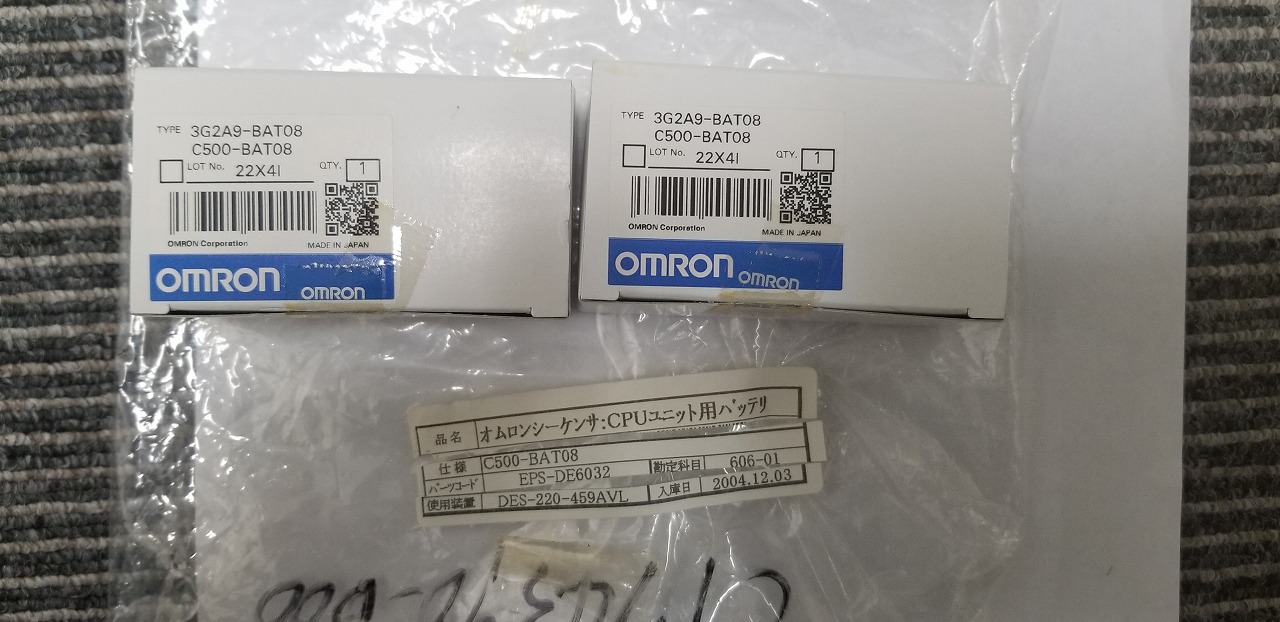 TYPE 3G2A9-BAT08
C500-BAT08
LOT No. 22X4I QTY. 1
OMRON Corporation MADE IN JAPAN
OMRON OMRON
TYPE 3G2A9-BAT08
C500-BAT08
LOT No. 22X4I QTY. 1
OMRON Corporation MADE IN JAPAN
OMRON OMRON
品名 オムロンシーケンサ:CPUユニット用バッテリ
仕様 C500-BAT08
パーツコード EPS-DE6032 勘定科目 606-01
使用装置 DES-220-459AVL 入庫日 2004.12.03